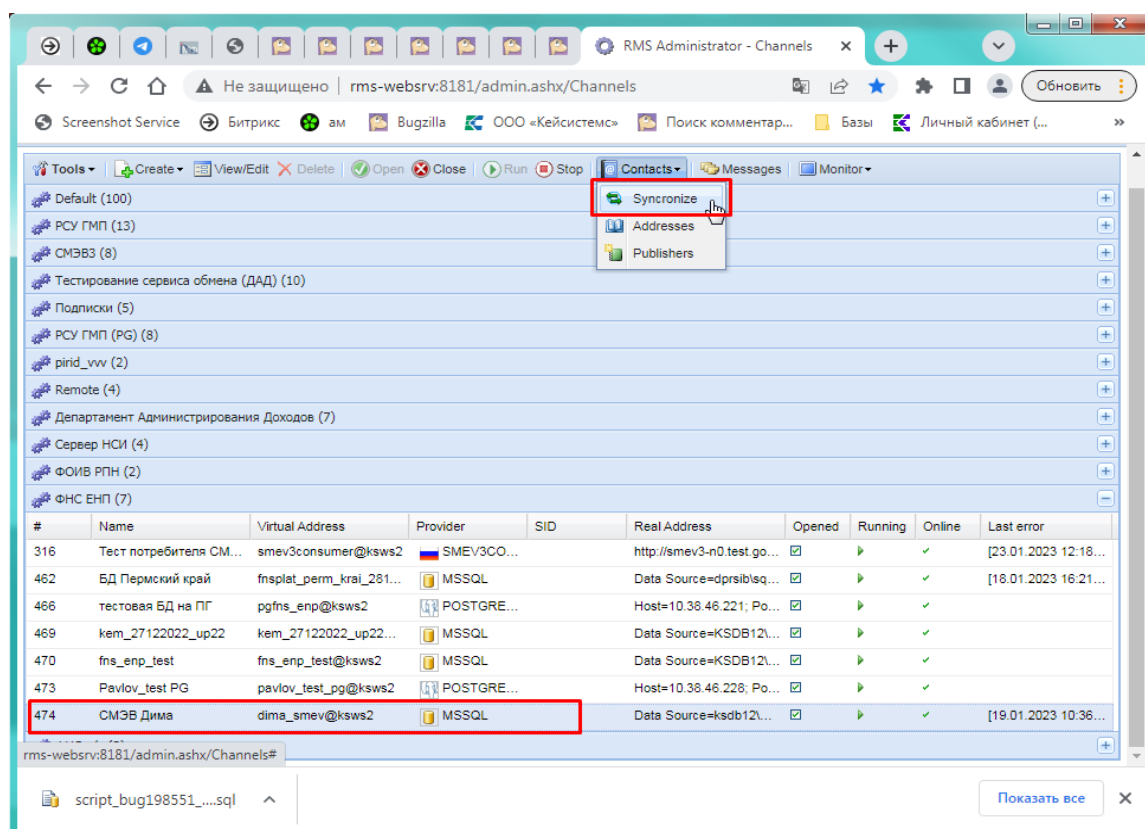 RMS Administrator - Channels
Не защищено | rms-websrv:8181/admin.ashx/Channels Обновить
Screenshot Service Битрикс ам Bugzilla ООО «Кейсистемс» Поиск комментар... Базы Личный кабинет (... »
Tools Create View/Edit Delete Open Close Run Stop Contacts Messages Monitor
Syncronize
Addresses
Publishers
Default (100)
РСУ ГМП (13)
СМЭВ3 (8)
Тестирование сервиса обмена (ДАД) (10)
Подписки (5)
РСУ ГМП (PG) (8)
pirid_vvv (2)
Remote (4)
Департамент Администрирования Доходов (7)
Сервер НСИ (4)
ФОИВ РПН (2)
ФНС ЕНП (7)
# Name Virtual Address Provider SID Real Address Opened Running Online Last error
316 Тест потребителя СМ... smev3consumer@ksws2 SMEV3CO... http://smev3-n0.test.go... [23.01.2023 12:18...
462 БД Пермский край fnsplat_perm_krai_281... MSSQL Data Source=dprsib\sq... [18.01.2023 16:21...
466 тестовая БД на ПГ pgfns_enp@ksws2 POSTGRE... Host=10.38.46.221; Po...
469 kem_27122022_up22 kem_27122022_up22... MSSQL Data Source=KSDB12\...
470 fns_enp_test fns_enp_test@ksws2 MSSQL Data Source=KSDB12\...
473 Pavlov_test PG pavlov_test_pg@ksws2 POSTGRE... Host=10.38.46.228; Po...
474 СМЭВ Дима dima_smev@ksws2 MSSQL Data Source=ksdb12\... [19.01.2023 10:36...
rms-websrv:8181/admin.ashx/Channels#
script_bug198551_....sql Показать все